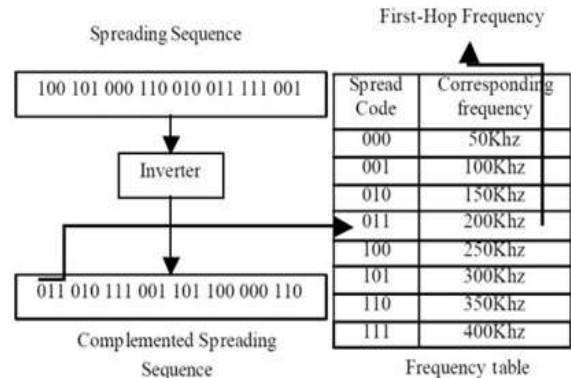 First-Hop Frequency
Spreading Sequence
100 101 000 110 010 011 111 001
Inverter
011 010 111 001 101 100 000 110
Complemented Spreading
Sequence
Spread Code Corresponding frequency
000 50Khz
001 100Khz
010 150Khz
011 200Khz
100 250Khz
101 300Khz
110 350Khz
111 400Khz
Frequency table